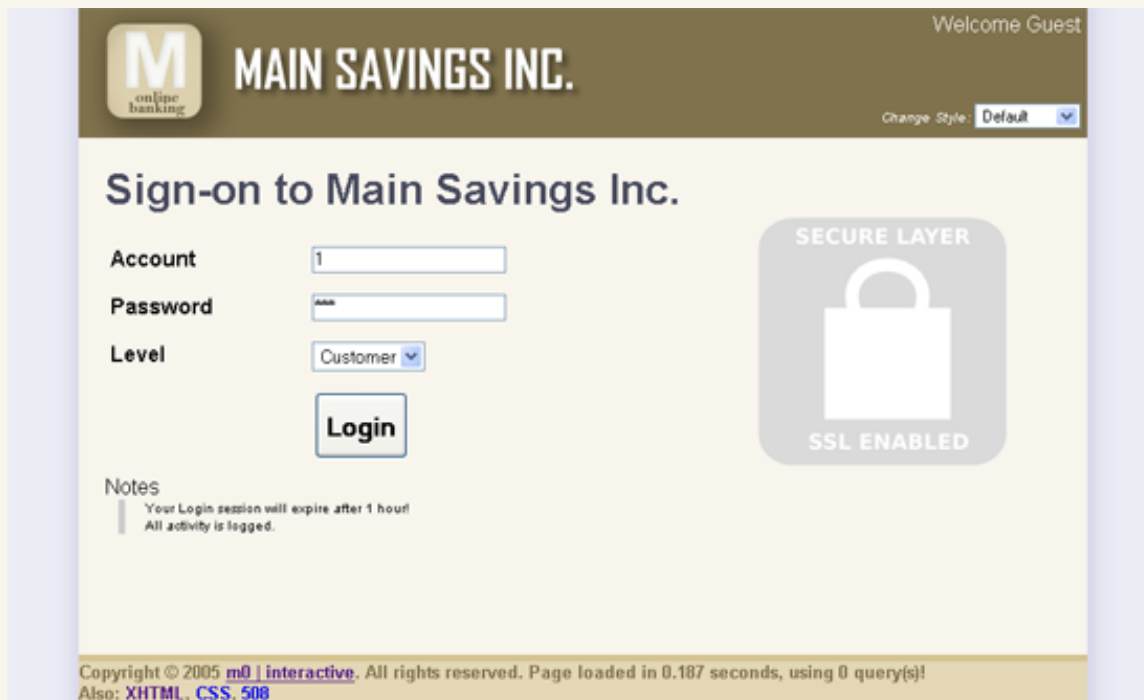 Welcome Guest
M
online
banking
MAIN SAVINGS INC.
Change Style: Default
Sign-on to Main Savings Inc.
SECURE LAYER
Account 1
Password
Level Customer
Login
SSL ENABLED
Notes
Your Login session will expire after 1 hour!
All activity is logged.
Copyright © 2005 m0 | interactive. All rights reserved. Page loaded in 0.187 seconds, using 0 query(s)!
Also: XHTML, CSS, 508